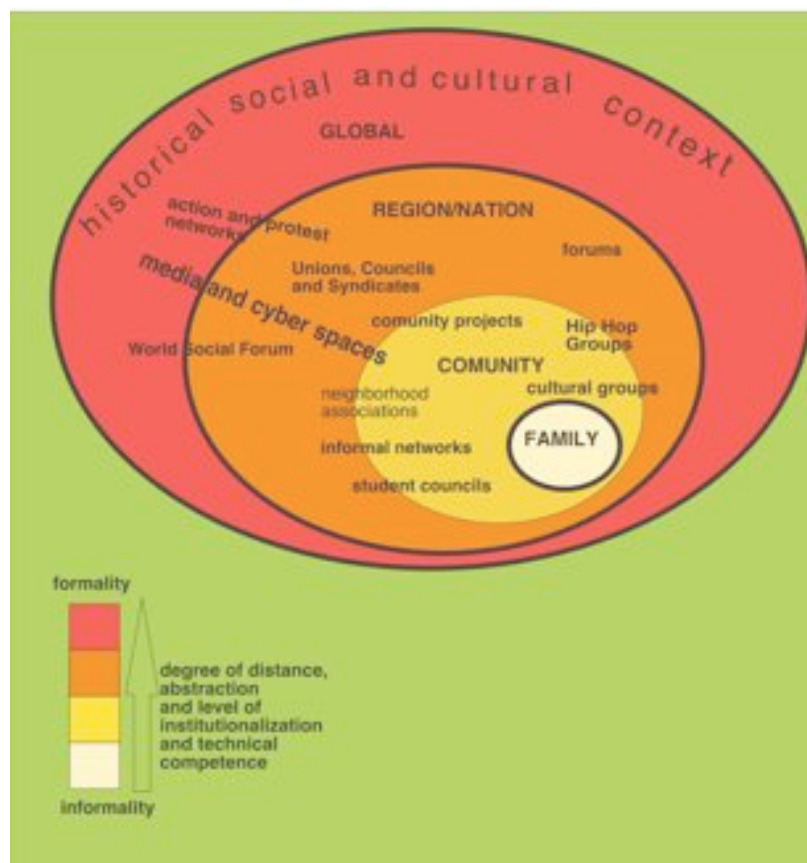 historical social and cultural context
GLOBAL
action and protest
networks
REGION/NATION
forums
media and cyber spaces
Unions, Councils
and Syndicates
comunity projects
Hip Hop
Groups
World Social Forum
COMUNITY
cultural groups
neighborhood
associations
FAMILY
informal networks
student councils
formality
degree of distance,
abstraction
and level of
institutionalization
and technical
competence
informality